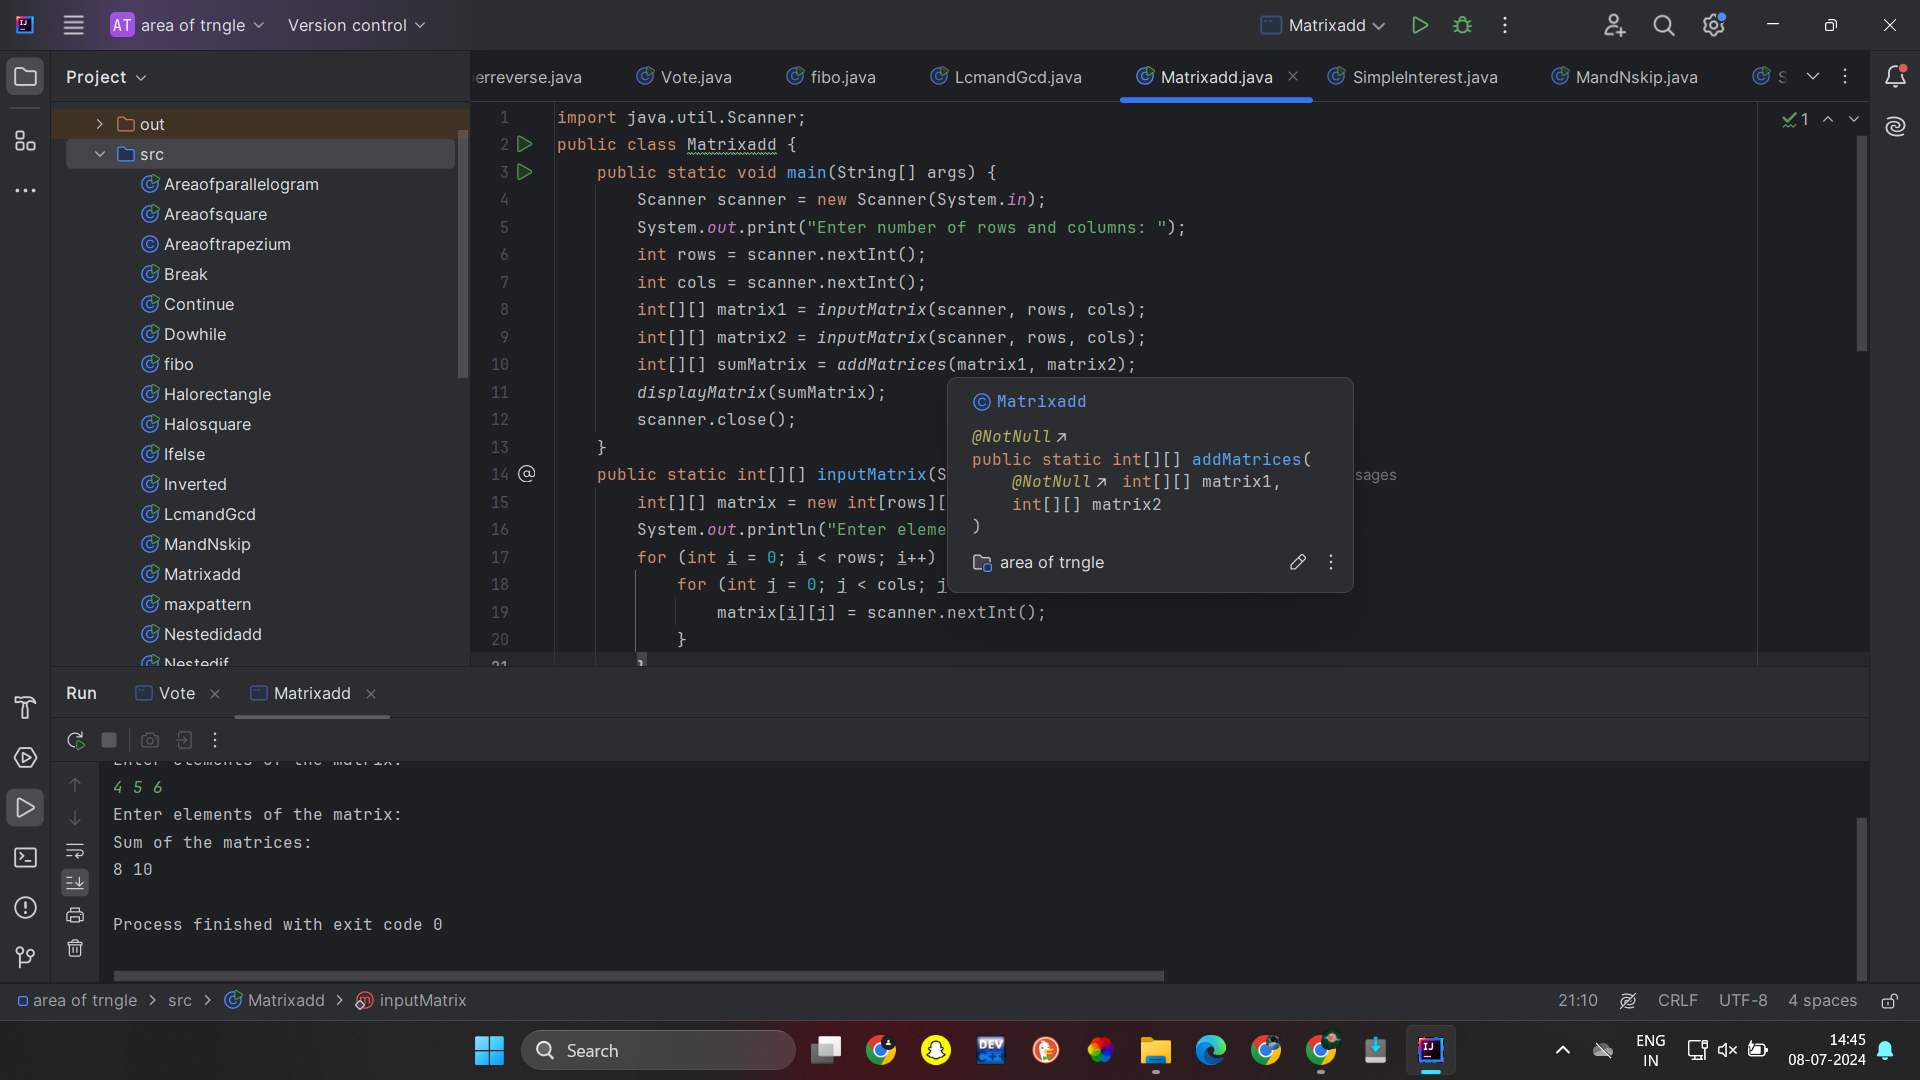 AT area of trngle Version control Matrixadd
Project
erreverse.java Vote.java fibo.java LcmandGcd.java Matrixadd.java SimpleInterest.java MandNskip.java S
out
src
Areaofparallelogram
Areaofsquare
Areaoftrapezium
Break
Continue
Dowhile
fibo
Halorectangle
Halosquare
Ifelse
Inverted
LcmandGcd
MandNskip
Matrixadd
maxpattern
Nestedidadd
Nestedif
1 import java.util.Scanner;
2 public class Matrixadd {
3 public static void main(String[] args) {
4 Scanner scanner = new Scanner(System.in);
5 System.out.print("Enter number of rows and columns: ");
6 int rows = scanner.nextInt();
7 int cols = scanner.nextInt();
8 int[][] matrix1 = inputMatrix(scanner, rows, cols);
9 int[][] matrix2 = inputMatrix(scanner, rows, cols);
10 int[][] sumMatrix = addMatrices(matrix1, matrix2);
11 displayMatrix(sumMatrix);
12 scanner.close();
13 }
14 @ public static int[][] inputMatrix(S sages
15 int[][] matrix = new int[rows][
16 System.out.println("Enter eleme
17 for (int i = 0; i < rows; i++)
18 for (int j = 0; j < cols; j
19 matrix[i][j] = scanner.nextInt();
20 }
21 }
1
Matrixadd
@NotNull
public static int[][] addMatrices(
@NotNull int[][] matrix1,
int[][] matrix2
)
area of trngle
Run Vote Matrixadd
Enter elements of the matrix:
4 5 6
Enter elements of the matrix:
Sum of the matrices:
8 10
Process finished with exit code 0
area of trngle > src > Matrixadd > inputMatrix 21:10 CRLF UTF-8 4 spaces
Search
DEV C++
IJ
ENG
IN
14:45
08-07-2024